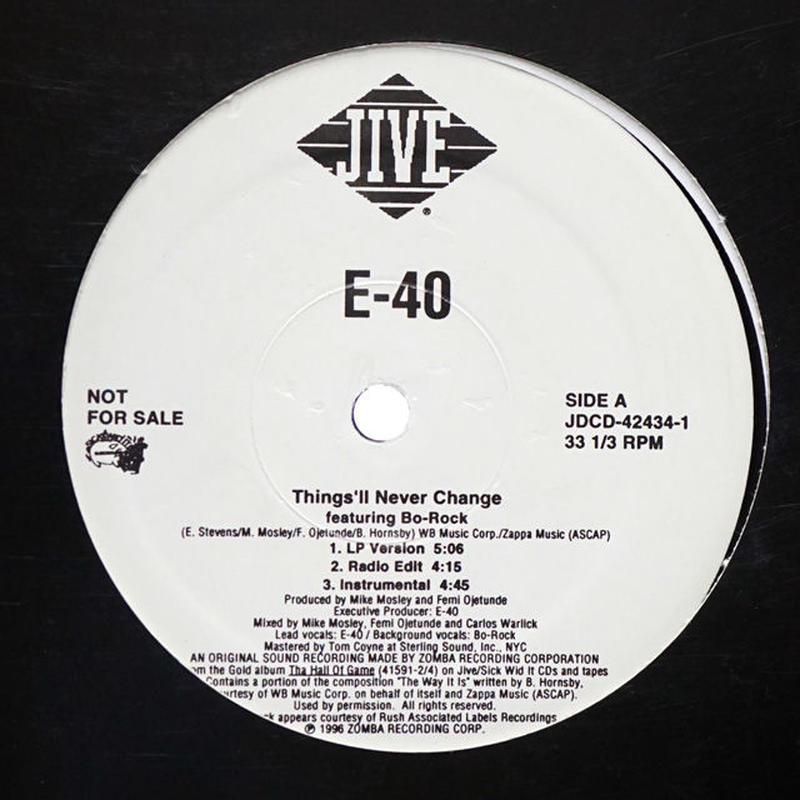 JIVE
®
E-40
NOT
FOR SALE
SIDE A
JDCD-42434-1
33 1/3 RPM
Things'll Never Change
featuring Bo-Rock
(E. Stevens/M. Mosley/F. Ojetunde/B. Hornsby) WB Music Corp./Zappa Music (ASCAP)
1. LP Version 5:06
2. Radio Edit 4:15
3. Instrumental 4:45
Produced by Mike Mosley and Femi Ojetunde
Executive Producer: E-40
Mixed by Mike Mosley, Femi Ojetunde and Carlos Warlick
Lead vocals: E-40 / Background vocals: Bo-Rock
Mastered by Tom Coyne at Sterling Sound, Inc., NYC
AN ORIGINAL SOUND RECORDING MADE BY ZOMBA RECORDING CORPORATION
the Gold album Tha Hall Of Game (41591-2/4) on Jive/Sick Wid It CDs and tapes
Contains a portion of the composition "The Way It Is" written by B. Hornsby,
of WB Music Corp. on behalf of itself and Zappa Music (ASCAP).
Used by permission. All rights reserved.
appears courtesy of Rush Associated Labels Recordings
℗ 1996 ZOMBA RECORDING CORP.